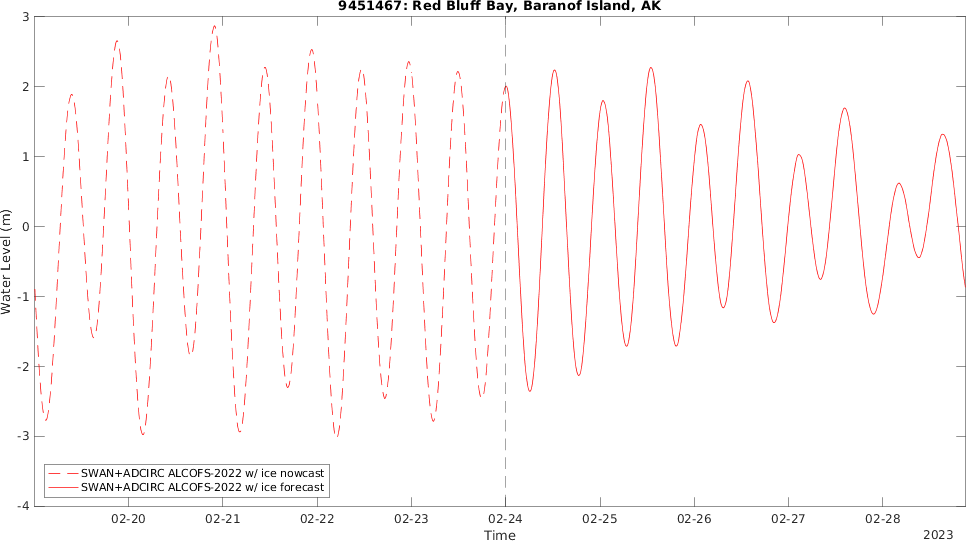 9451467: Red Bluff Bay, Baranof Island, AK
3
2
1
0
-1
-2
-3
-4
Water Level (m)
SWAN+ADCIRC ALCOFS-2022 w/ ice nowcast
SWAN+ADCIRC ALCOFS-2022 w/ ice forecast
02-20 02-21 02-22 02-23 02-24 02-25 02-26 02-27 02-28
Time
2023